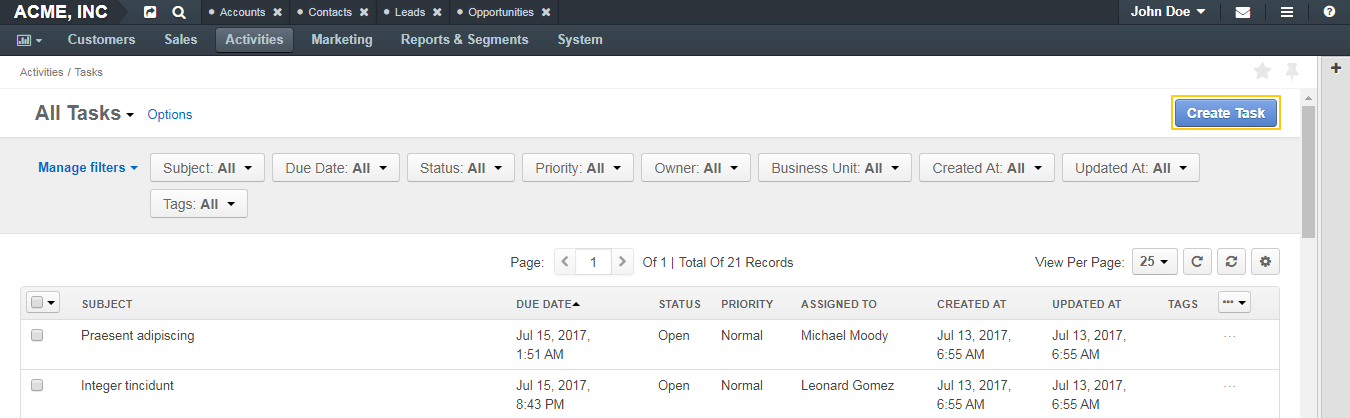 ACME, INC Accounts Contacts Leads Opportunities John Doe
Customers Sales Activities Marketing Reports & Segments System
Activities / Tasks
All Tasks Options Create Task
Manage filters Subject: All Due Date: All Status: All Priority: All Owner: All Business Unit: All Created At: All Updated At: All
Tags: All
Page: 1 Of 1 | Total Of 21 Records View Per Page: 25
SUBJECT DUE DATE STATUS PRIORITY ASSIGNED TO CREATED AT UPDATED AT TAGS
Praesent adipiscing Jul 15, 2017, Open Normal Michael Moody Jul 13, 2017, Jul 13, 2017,
1:51 AM 6:55 AM 6:55 AM
Integer tincidunt Jul 15, 2017, Open Normal Leonard Gomez Jul 13, 2017, Jul 13, 2017,
8:43 PM 6:55 AM 6:55 AM